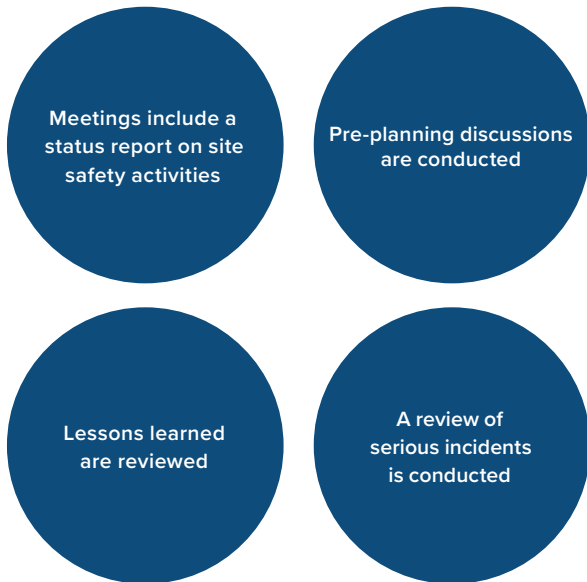 Meetings include a
status report on site
safety activities
Pre-planning discussions
are conducted
Lessons learned
are reviewed
A review of
serious incidents
is conducted